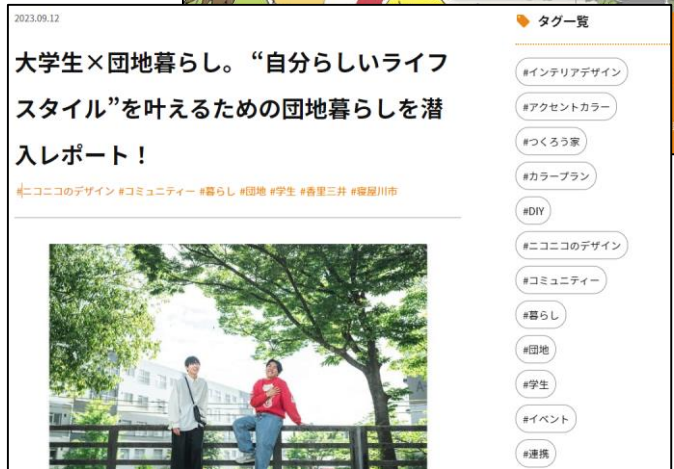 2023.09.12
大学生×団地暮らし。 “自分らしいライフ
スタイル”を叶えるための団地暮らしを潜
入レポート！
#ニコニコのデザイン #コミュニティー #暮らし #団地 #学生 #香里三井 #寝屋川市
タグ一覧
#インテリアデザイン
#アクセントカラー
#つくろう家
#カラープラン
#DIY
#ニコニコのデザイン
#コミュニティー
#暮らし
#団地
#学生
#イベント
#連携